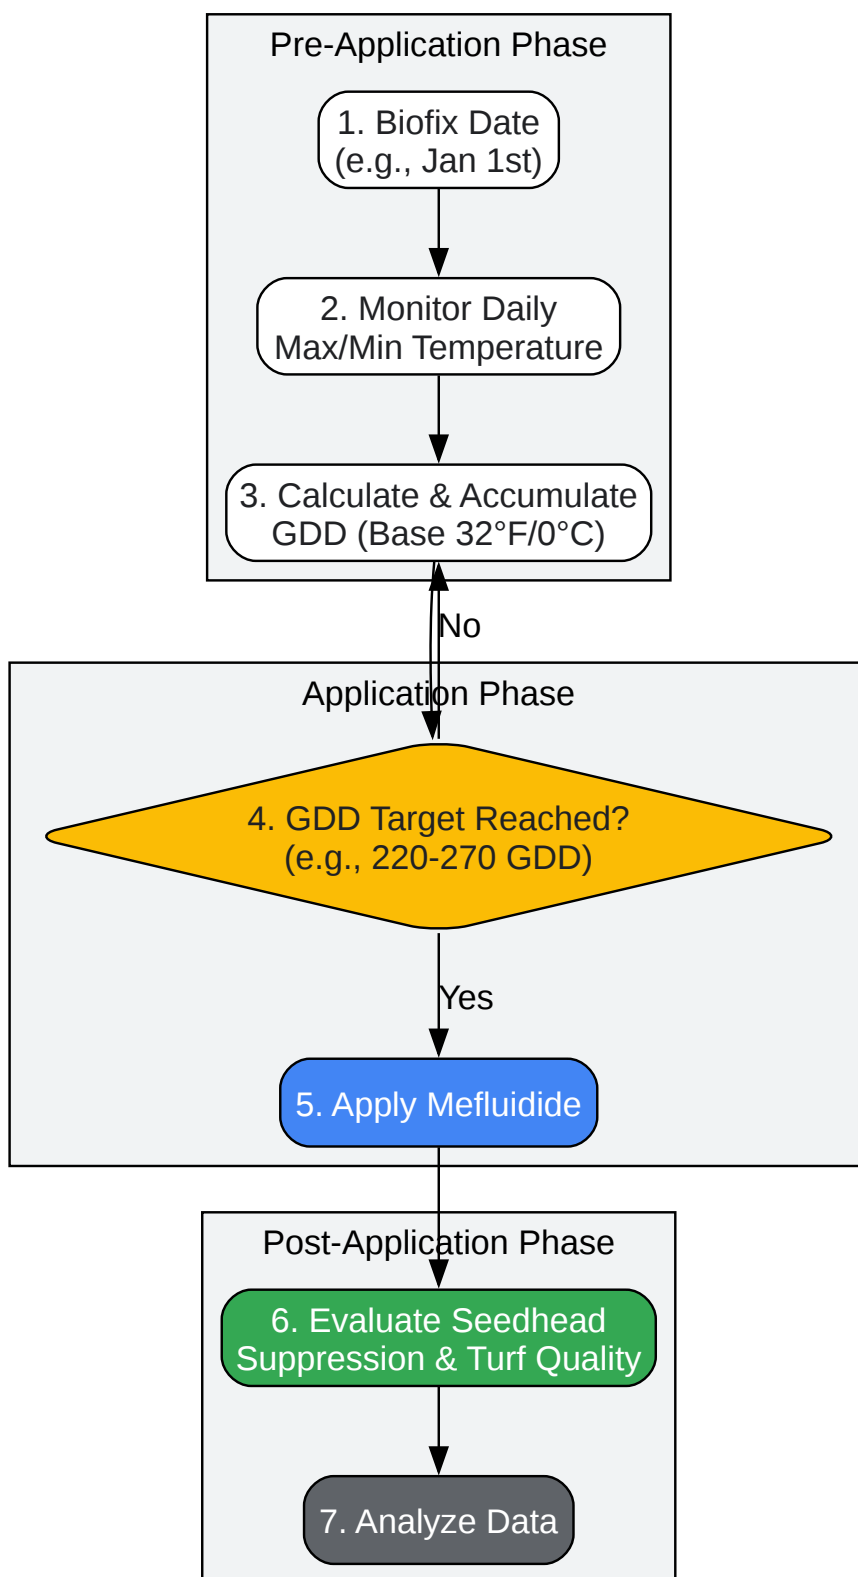 Pre-Application Phase
1. Biofix Date
(e.g., Jan 1st)
2. Monitor Daily
Max/Min Temperature
3. Calculate & Accumulate
GDD (Base 32°F/0°C)
No
Application Phase
4. GDD Target Reached?
(e.g., 220-270 GDD)
Yes
5. Apply Mefluidide
Post-Application Phase
6. Evaluate Seedhead
Suppression & Turf Quality
7. Analyze Data